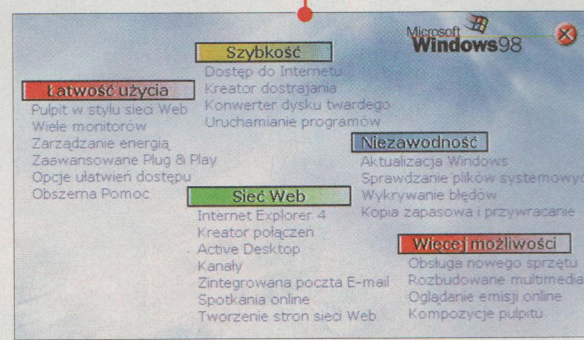 Microsoft
Windows98
Szybkość
Dostęp do Internetu
Kreator dostrajania
Konwerter dysku twardego
Uruchamianie programów
Łatwość użycia
Pulpit w stylu sieci Web
Wiele monitorów
Zarządzanie energią
Zaawansowane Plug & Play
Opcje ułatwień dostępu
Obszerna Pomoc
Niezawodność
Aktualizacja Windows
Sprawdzanie plików systemowyc
Wykrywanie błędów
Kopia zapasowa i przywracanie
Sieć Web
Internet Explorer 4
Kreator połączeń
Active Desktop
Kanały
Zintegrowana poczta E-mail
Spotkania online
Tworzenie stron sieci Web
Więcej możliwości
Obsługa nowego sprzętu
Rozbudowane multimedia
Oglądanie emisji online
Kompozycje pulpitu